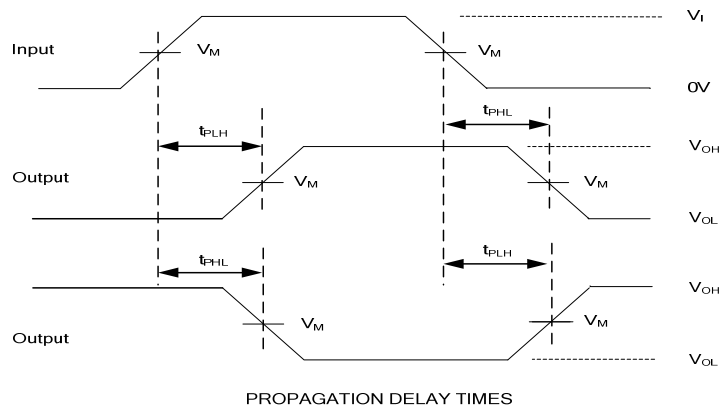 V_I
Input V_M V_M
0V
t_PHL
t_PLH V_OH
Output V_M V_M
V_OL
t_PHL t_PLH
V_OH
V_M V_M
Output
V_OL
PROPAGATION DELAY TIMES